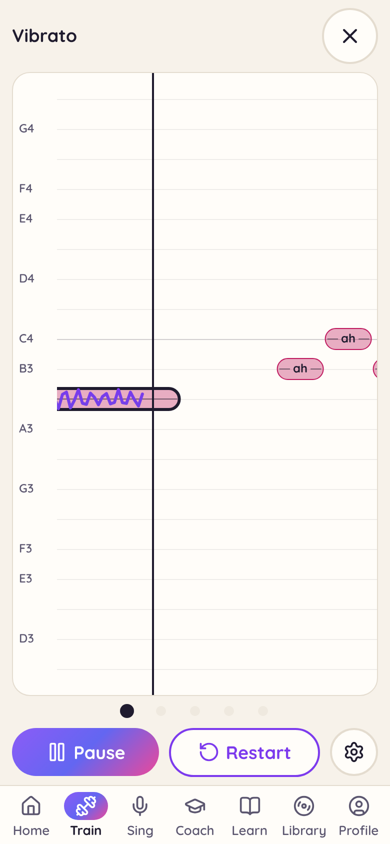 Vibrato
G4
F4
E4
D4
C4
ah
B3
ah
A3
G3
F3
E3
D3
Pause
Restart
Home
Train
Sing
Coach
Learn
Library
Profile